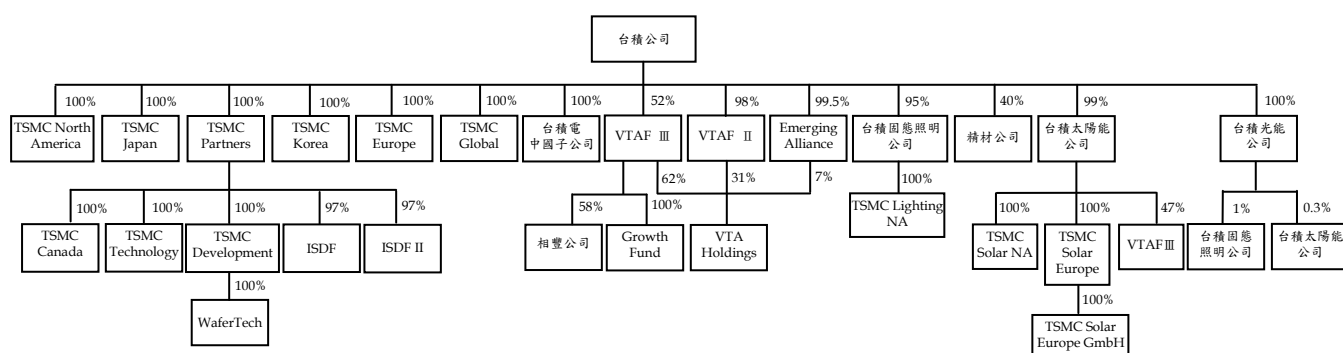 台積公司
100%
100%
100%
100%
100%
100%
100%
52%
98%
99.5%
95%
40%
99%
100%
TSMC North
America
TSMC
Japan
TSMC
Partners
TSMC
Korea
TSMC
Europe
TSMC
Global
台積電
中國子公司
VTAF Ⅲ
VTAF Ⅱ
Emerging
Alliance
台積固態照明
公司
精材公司
台積太陽能
公司
台積光能
公司
100%
100%
100%
97%
97%
58%
100%
62%
31%
7%
100%
100%
100%
47%
1%
0.3%
TSMC
Canada
TSMC
Technology
TSMC
Development
ISDF
ISDF II
相豐公司
Growth
Fund
VTA
Holdings
TSMC Lighting
NA
TSMC
Solar NA
TSMC
Solar
Europe
VTAFⅢ
台積固態
照明公司
台積太陽能
公司
100%
100%
WaferTech
TSMC Solar
Europe GmbH